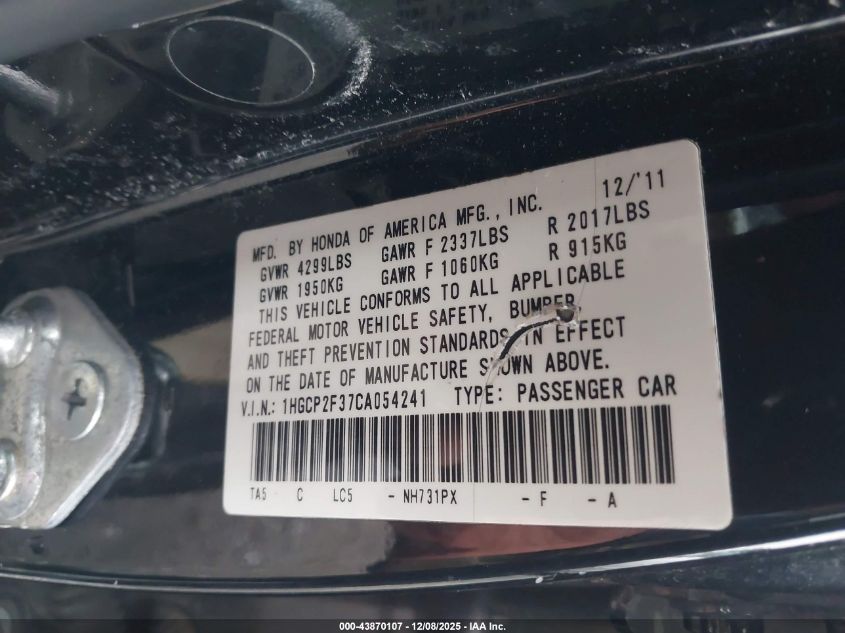 MFD. BY HONDA OF AMERICA MFG., INC. 12/'11
GVWR 4299LBS GAWR F 2337LBS R 2017LBS
GVWR 1950KG GAWR F 1060KG R 915KG
THIS VEHICLE CONFORMS TO ALL APPLICABLE
FEDERAL MOTOR VEHICLE SAFETY, BUMPER
AND THEFT PREVENTION STANDARDS IN EFFECT
ON THE DATE OF MANUFACTURE SHOWN ABOVE.
V.I.N.: 1HGCP2F37CA054241 TYPE: PASSENGER CAR
TA5 C LC5 - NH731PX - F - A
000-43870107 - 12/08/2025 - IAA Inc.